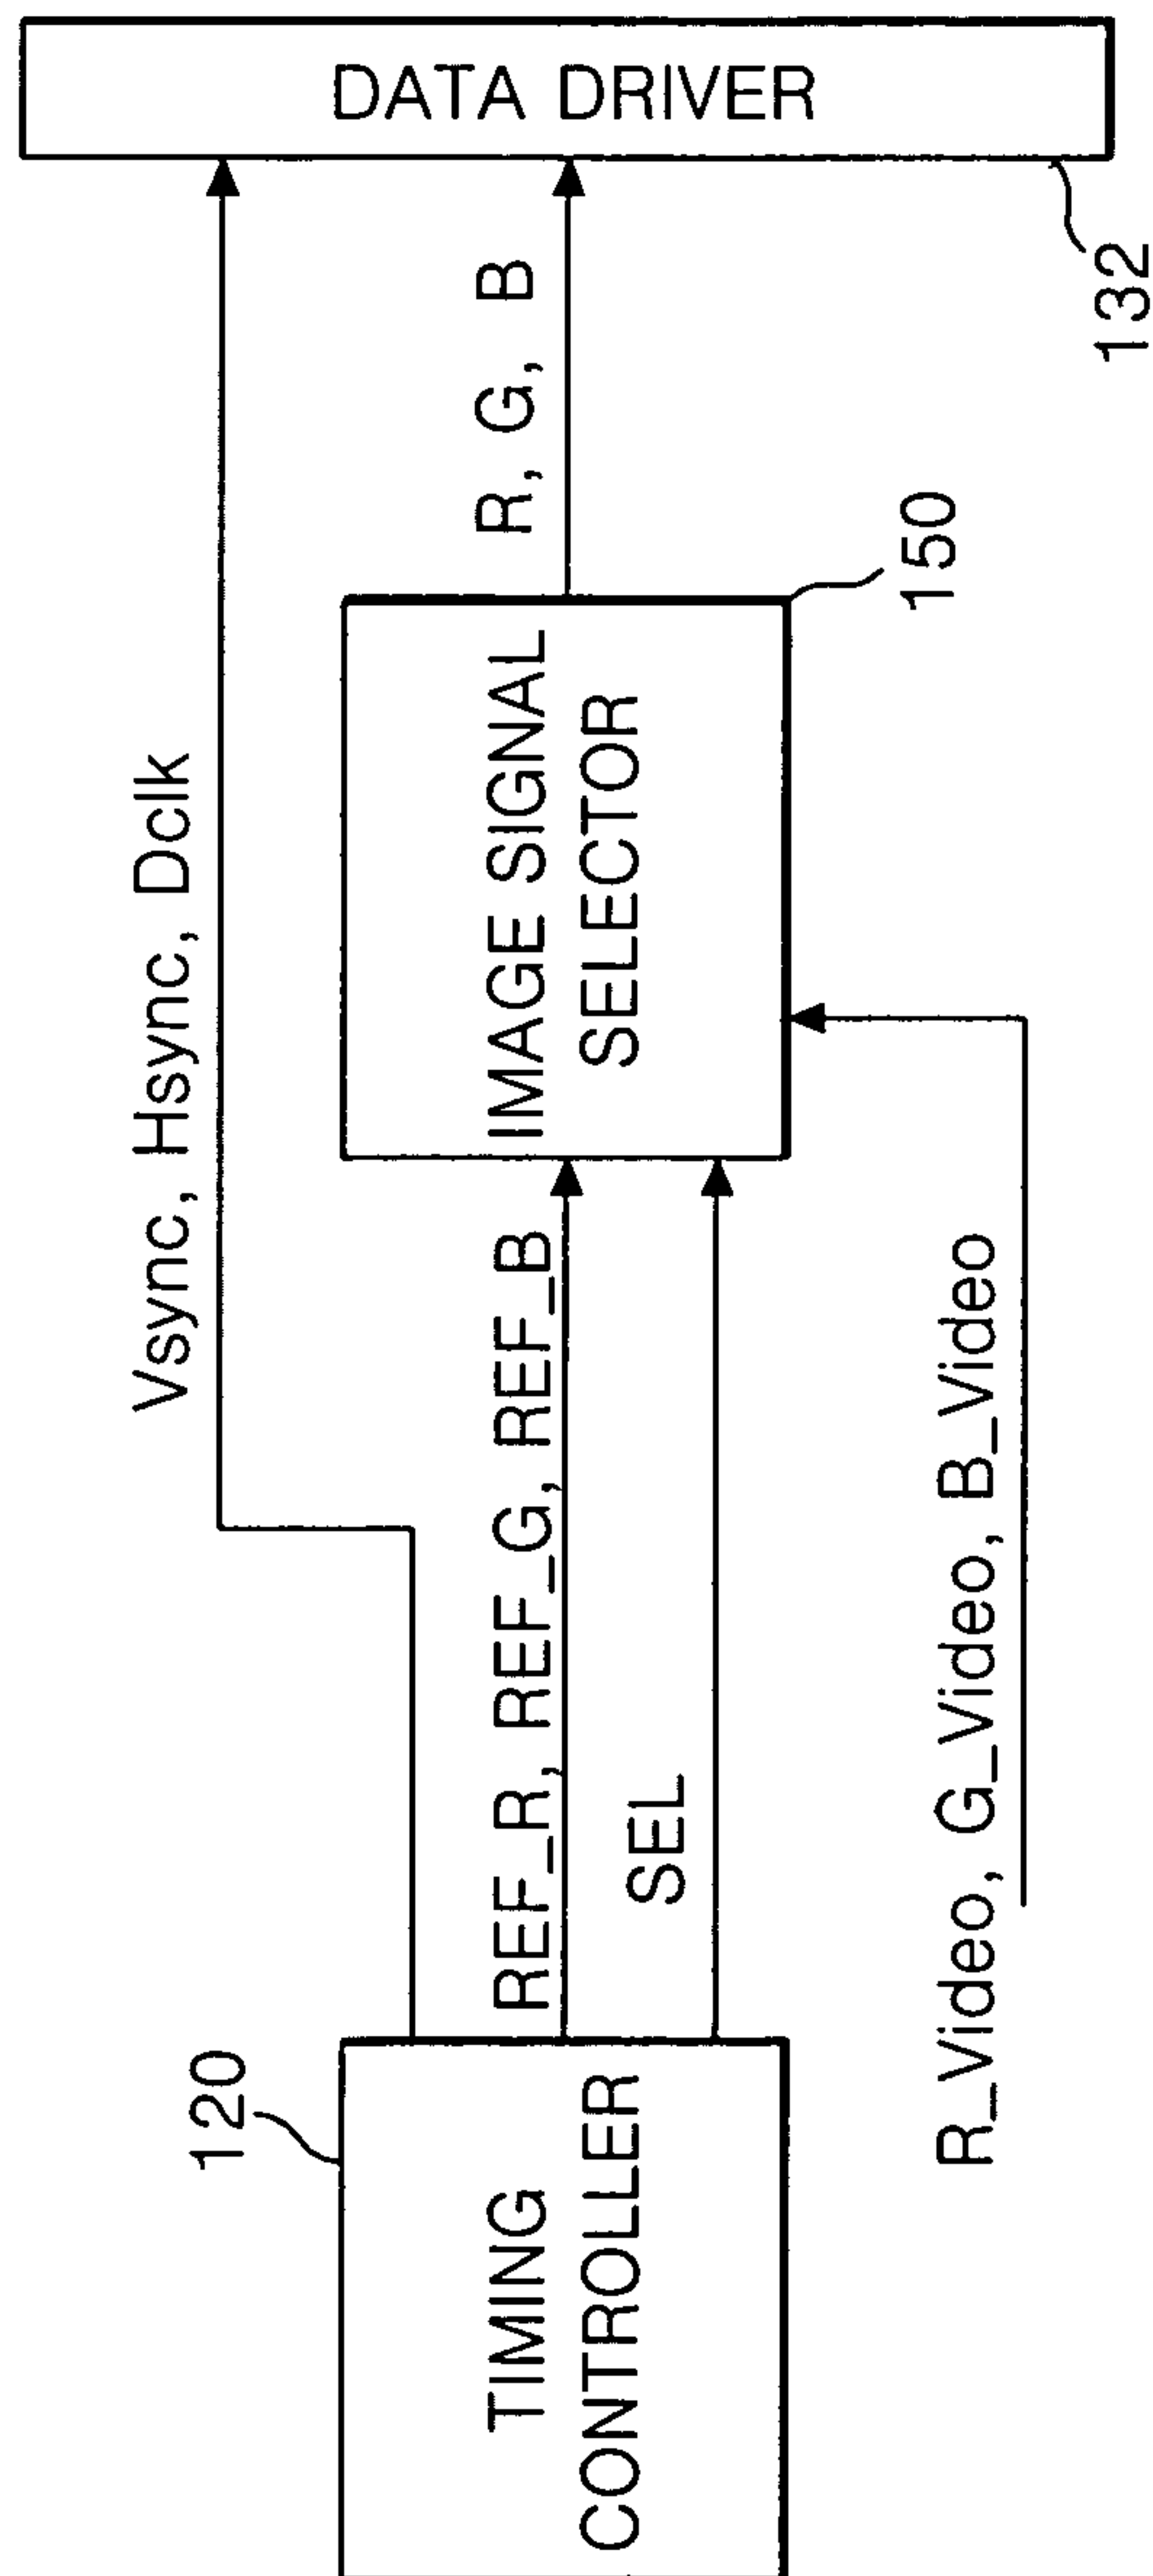 Vsync, Hsync, Dclk
120
TIMING
CONTROLLER
REF_R, REF_G, REF_B
SEL
IMAGE SIGNAL
SELECTOR
150
R, G, B
DATA DRIVER
132
R_Video, G_Video, B_Video